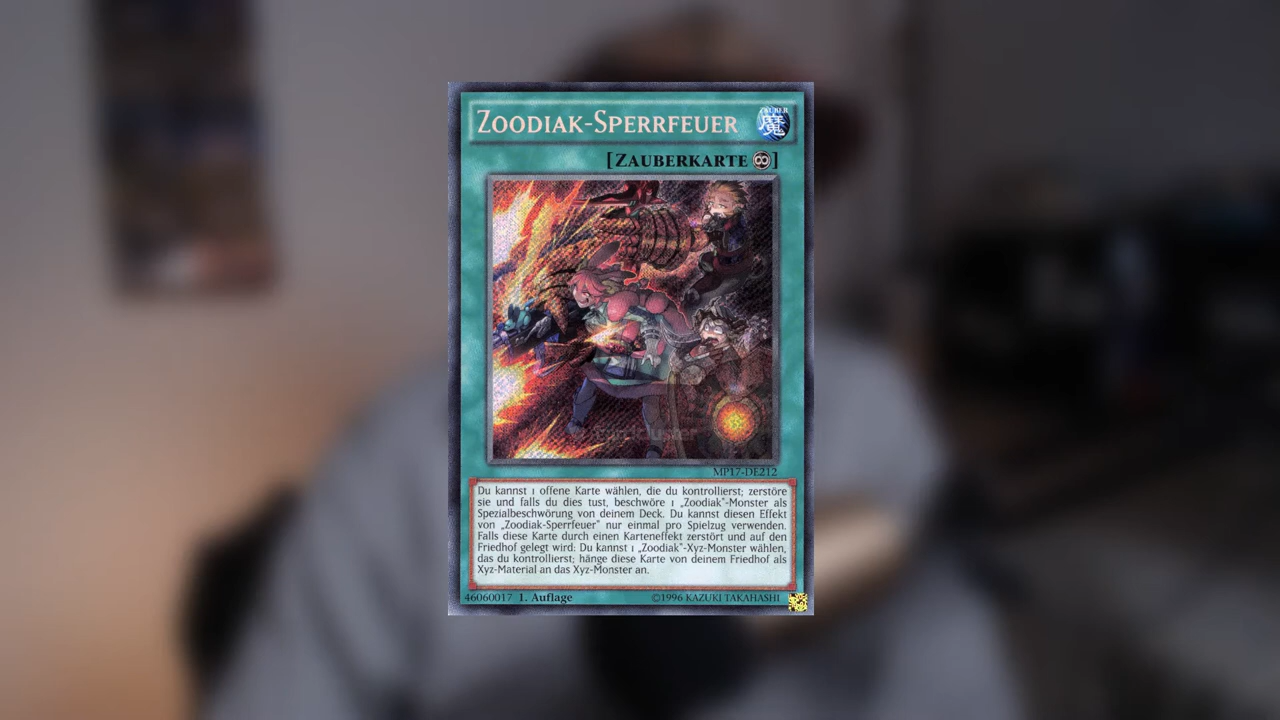 Zoodiak-Sperrfeuer
[Zauberkarte]
MP17-DE212
Du kannst 1 offene Karte wählen, die du kontrollierst; zerstöre
sie und falls du dies tust, beschwöre 1 „Zoodiak"-Monster als
Spezialbeschwörung von deinem Deck. Du kannst diesen Effekt
von „Zoodiak-Sperrfeuer" nur einmal pro Spielzug verwenden.
Falls diese Karte durch einen Karteneffekt zerstört und auf den
Friedhof gelegt wird: Du kannst 1 „Zoodiak"-Xyz-Monster wählen,
das du kontrollierst; hänge diese Karte von deinem Friedhof als
Xyz-Material an das Xyz-Monster an.
46060017 1. Auflage ©1996 KAZUKI TAKAHASHI